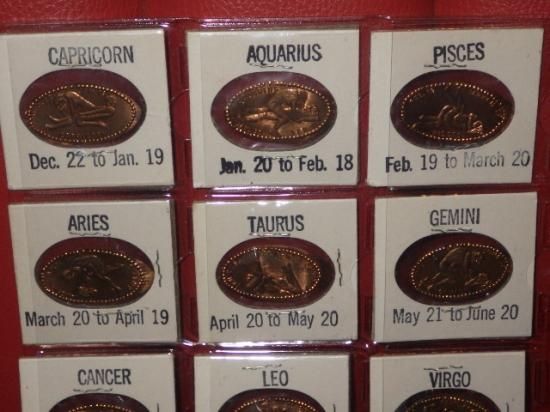 CAPRICORN
AQUARIUS
PISCES
Dec. 22 to Jan. 19
Jan. 20 to Feb. 18
Feb. 19 to March 20
ARIES
TAURUS
GEMINI
March 20 to April 19
April 20 to May 20
May 21 to June 20
CANCER
LEO
VIRGO